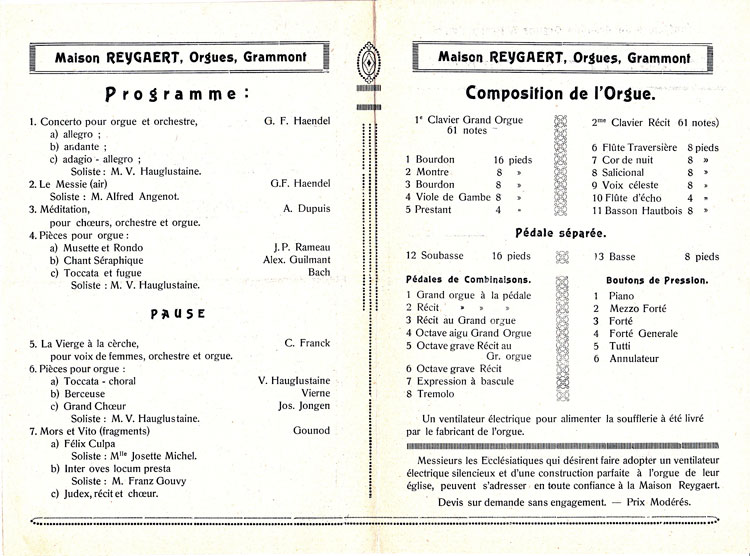 Maison REYGAERT, Orgues, Grammont
Programme :
1. Concerto pour orgue et orchestre, G. F. Haendel
a) allegro ;
b) andante ;
c) adagio - allegro ;
Soliste : M. V. Hauglustaine.
2. Le Messie (air) G.F. Haendel
Soliste : M. Alfred Angenot.
3. Méditation, A. Dupuis
pour chœurs, orchestre et orgue.
4. Pièces pour orgue :
a) Musette et Rondo J. P. Rameau
b) Chant Séraphique Alex. Guilmant
c) Toccata et fugue Bach
Soliste : M. V. Hauglustaine.
PAUSE
5. La Vierge à la cèrche, C. Franck
pour voix de femmes, orchestre et orgue.
6. Pièces pour orgue :
a) Toccata - choral V. Hauglustaine
b) Berceuse Vierne
c) Grand Chœur Jos. Jongen
Soliste : M. V. Hauglustaine.
7. Mors et Vito (fragments) Gounod
a) Félix Culpa
Soliste : Mlle Josette Michel.
b) Inter oves locum presta
Soliste : M. Franz Gouvy
c) Judex, récit et chœur.
Maison REYGAERT, Orgues, Grammont
Composition de l'Orgue.
1e Clavier Grand Orgue
61 notes
1 Bourdon 16 pieds
2 Montre 8 »
3 Bourdon 8 »
4 Viole de Gambe 8 »
5 Prestant 4 »
2me Clavier Récit 61 notes)
6 Flûte Traversière 8 pieds
7 Cor de nuit 8 »
8 Salicional 8 »
9 Voix céleste 8 »
10 Flûte d'écho 4 »
11 Basson Hautbois 8 »
Pédale séparée.
12 Soubasse 16 pieds
13 Basse 8 pieds
Pédales de Combinaisons.
1 Grand orgue à la pédale
2 Récit » » »
3 Récit au Grand orgue
4 Octave aigu Grand Orgue
5 Octave grave Récit au
Gr. orgue
6 Octave grave Récit
7 Expression à bascule
8 Tremolo
Boutons de Pression.
1 Piano
2 Mezzo Forté
3 Forté
4 Forté Generale
5 Tutti
6 Annulateur
Un ventilateur électrique pour alimenter la soufflerie à été livré
par le fabricant de l'orgue.
Messieurs les Ecclésiatiques qui désirent faire adopter un ventilateur
électrique silencieux et d'une construction parfaite à l'orgue de leur
église, peuvent s'adresser en toute confiance à la Maison Reygaert.
Devis sur demande sans engagement. — Prix Modérés.